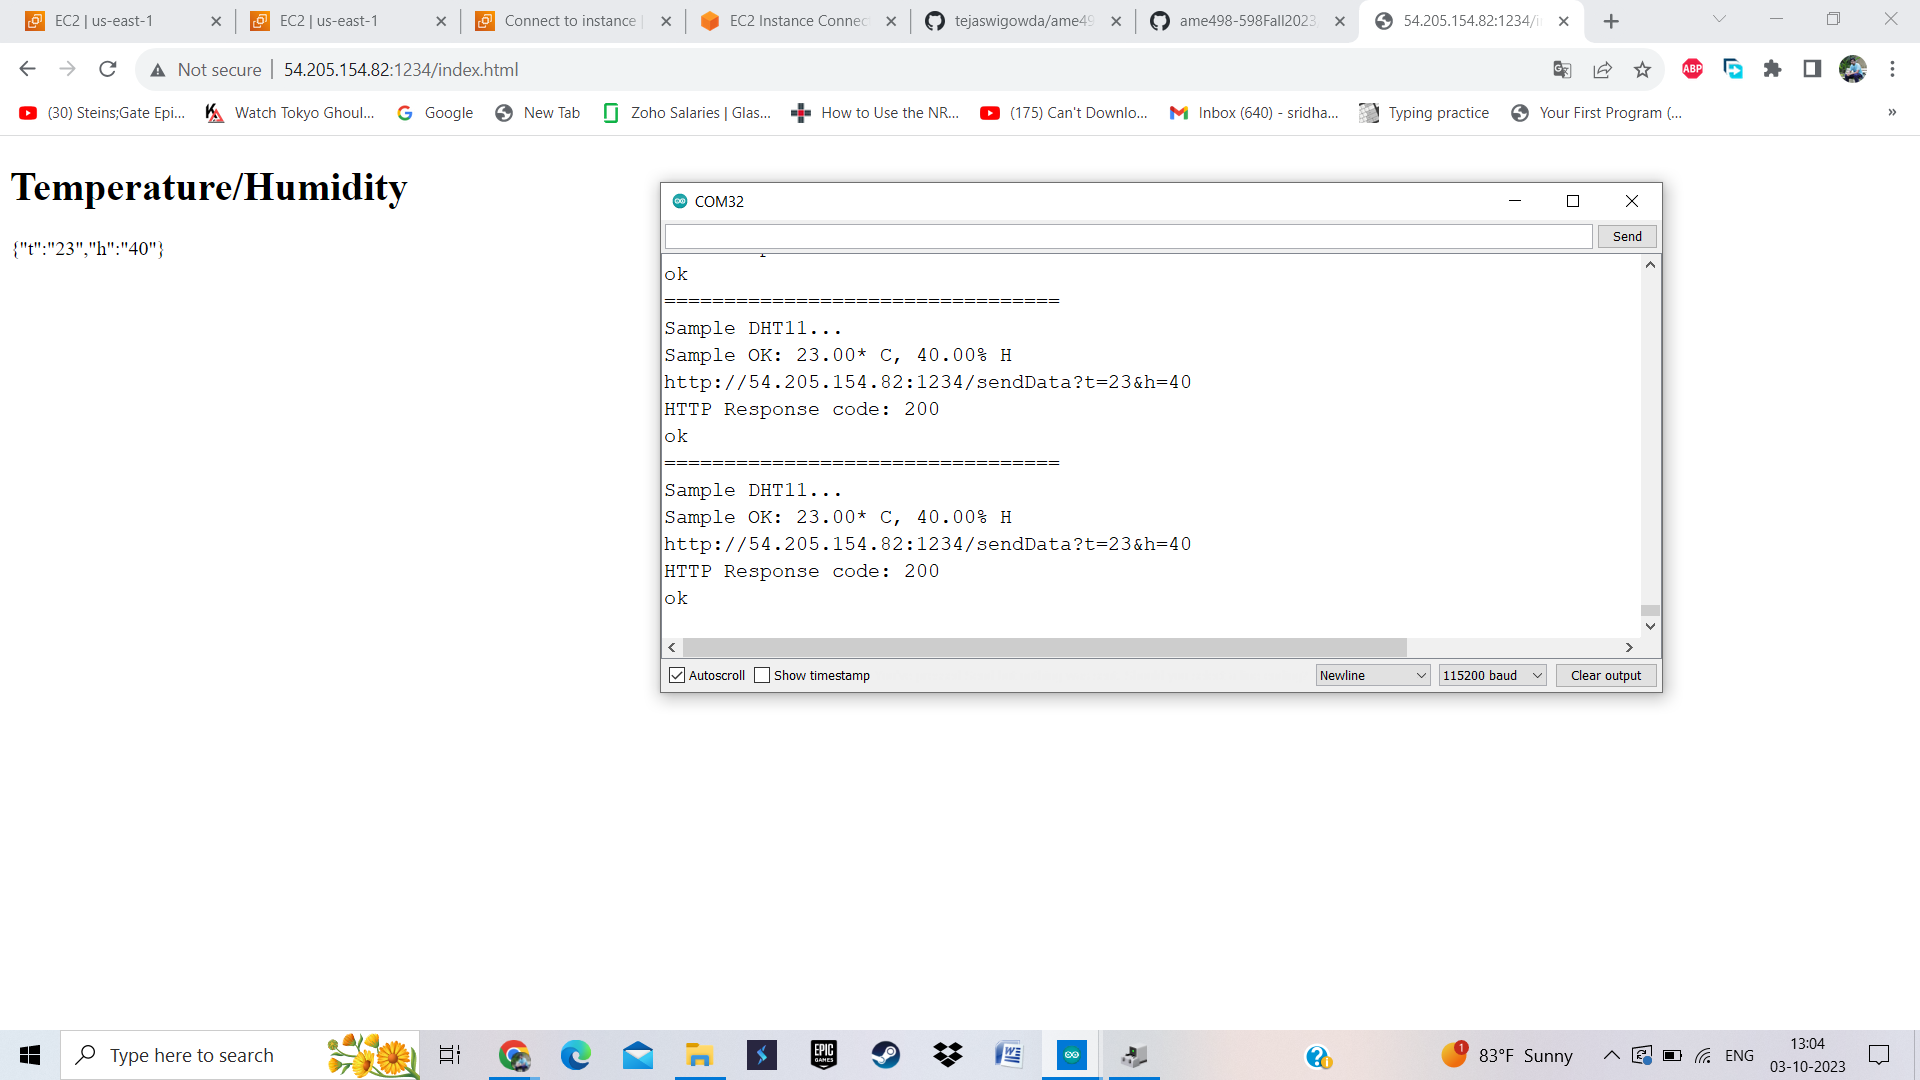 EC2 | us-east-1
EC2 | us-east-1
Connect to instance |
EC2 Instance Connect
tejaswigowda/ame49
ame498-598Fall2023
54.205.154.82:1234/i
Not secure | 54.205.154.82:1234/index.html
ABP
(30) Steins;Gate Epi...
Watch Tokyo Ghoul...
Google
New Tab
Zoho Salaries | Glas...
How to Use the NR...
(175) Can't Downlo...
Inbox (640) - sridha...
Typing practice
Your First Program (...
»
Temperature/Humidity
{"t":"23","h":"40"}
COM32
Send
ok
=================================
Sample DHT11...
Sample OK: 23.00* C, 40.00% H
http://54.205.154.82:1234/sendData?t=23&h=40
HTTP Response code: 200
ok
=================================
Sample DHT11...
Sample OK: 23.00* C, 40.00% H
http://54.205.154.82:1234/sendData?t=23&h=40
HTTP Response code: 200
ok
Autoscroll
Show timestamp
Newline
115200 baud
Clear output
Type here to search
EPIC GAMES
1
83°F Sunny
ENG
13:04
03-10-2023